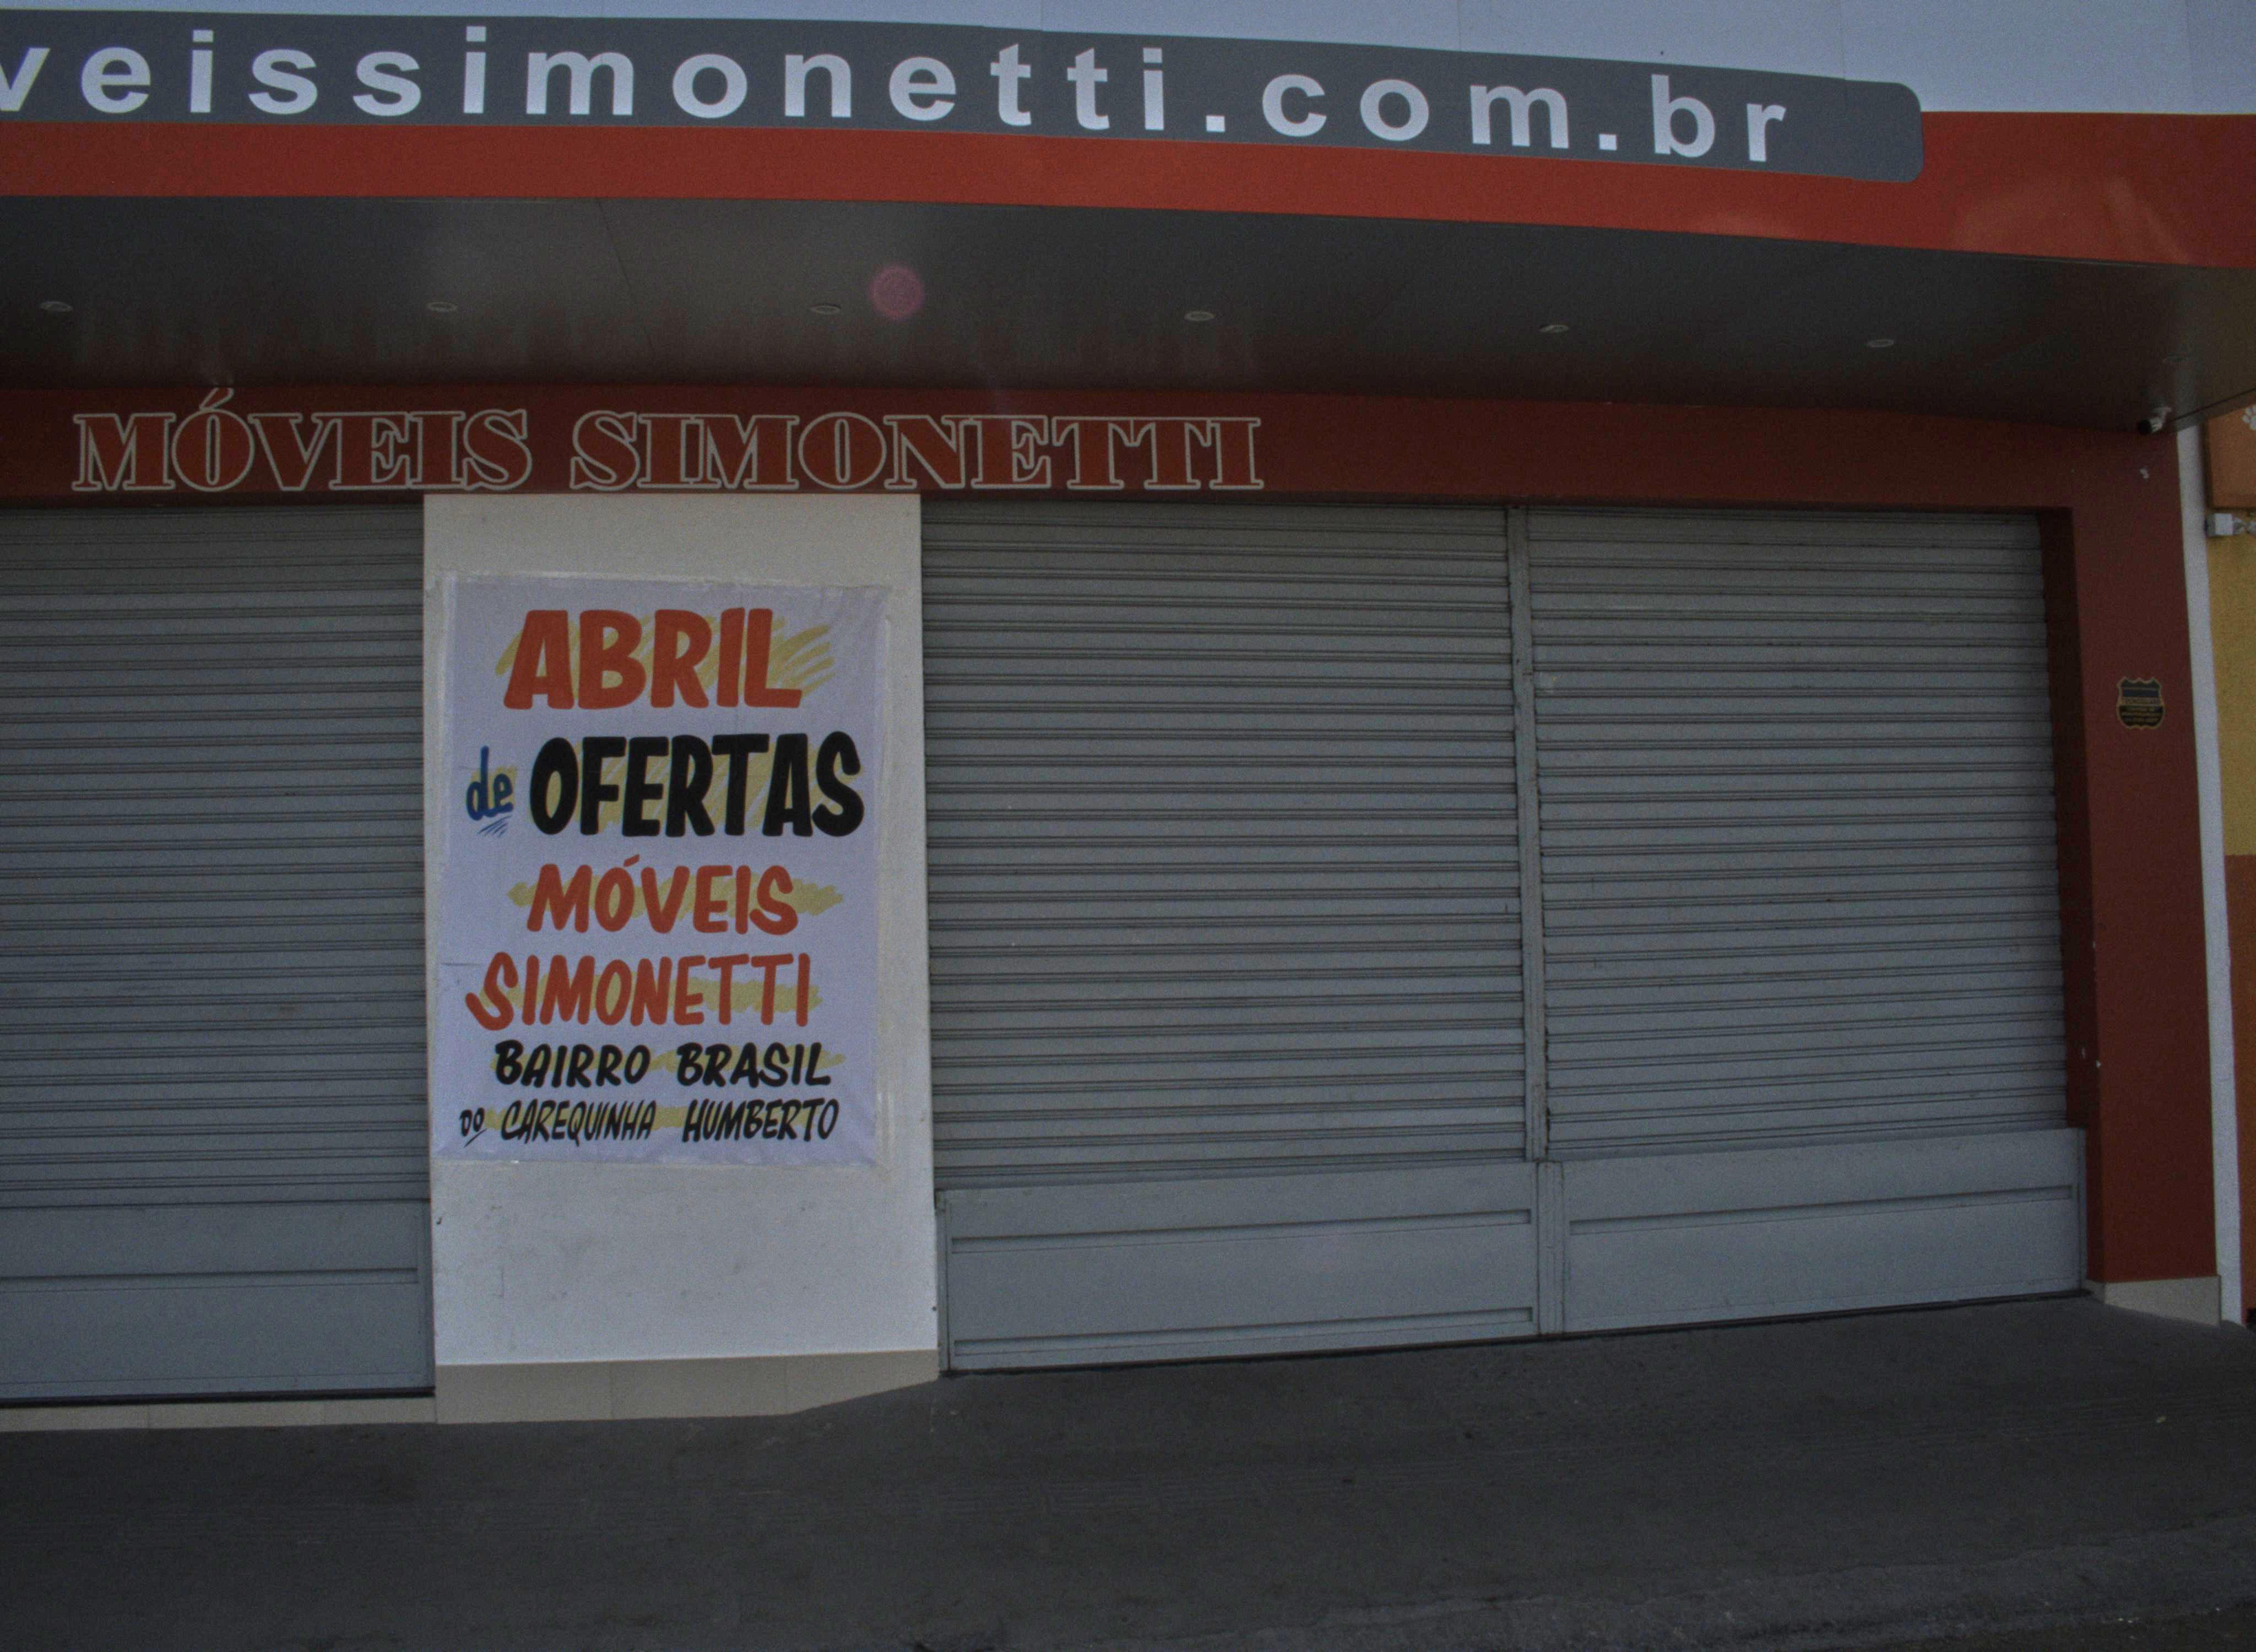 veissimonetti.com.br
MÓVEIS SIMONETTI
ABRIL
de OFERTAS
MÓVEIS
SIMONETTI
BAIRRO BRASIL
DO CAREQUINHA HUMBERTO